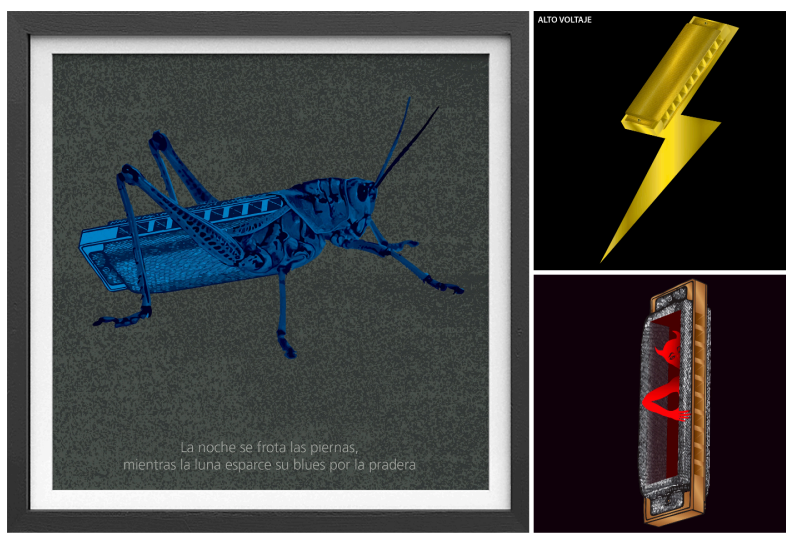 La noche se frota las piernas,
mientras la luna esparce su blues por la pradera
ALTO VOLTAJE